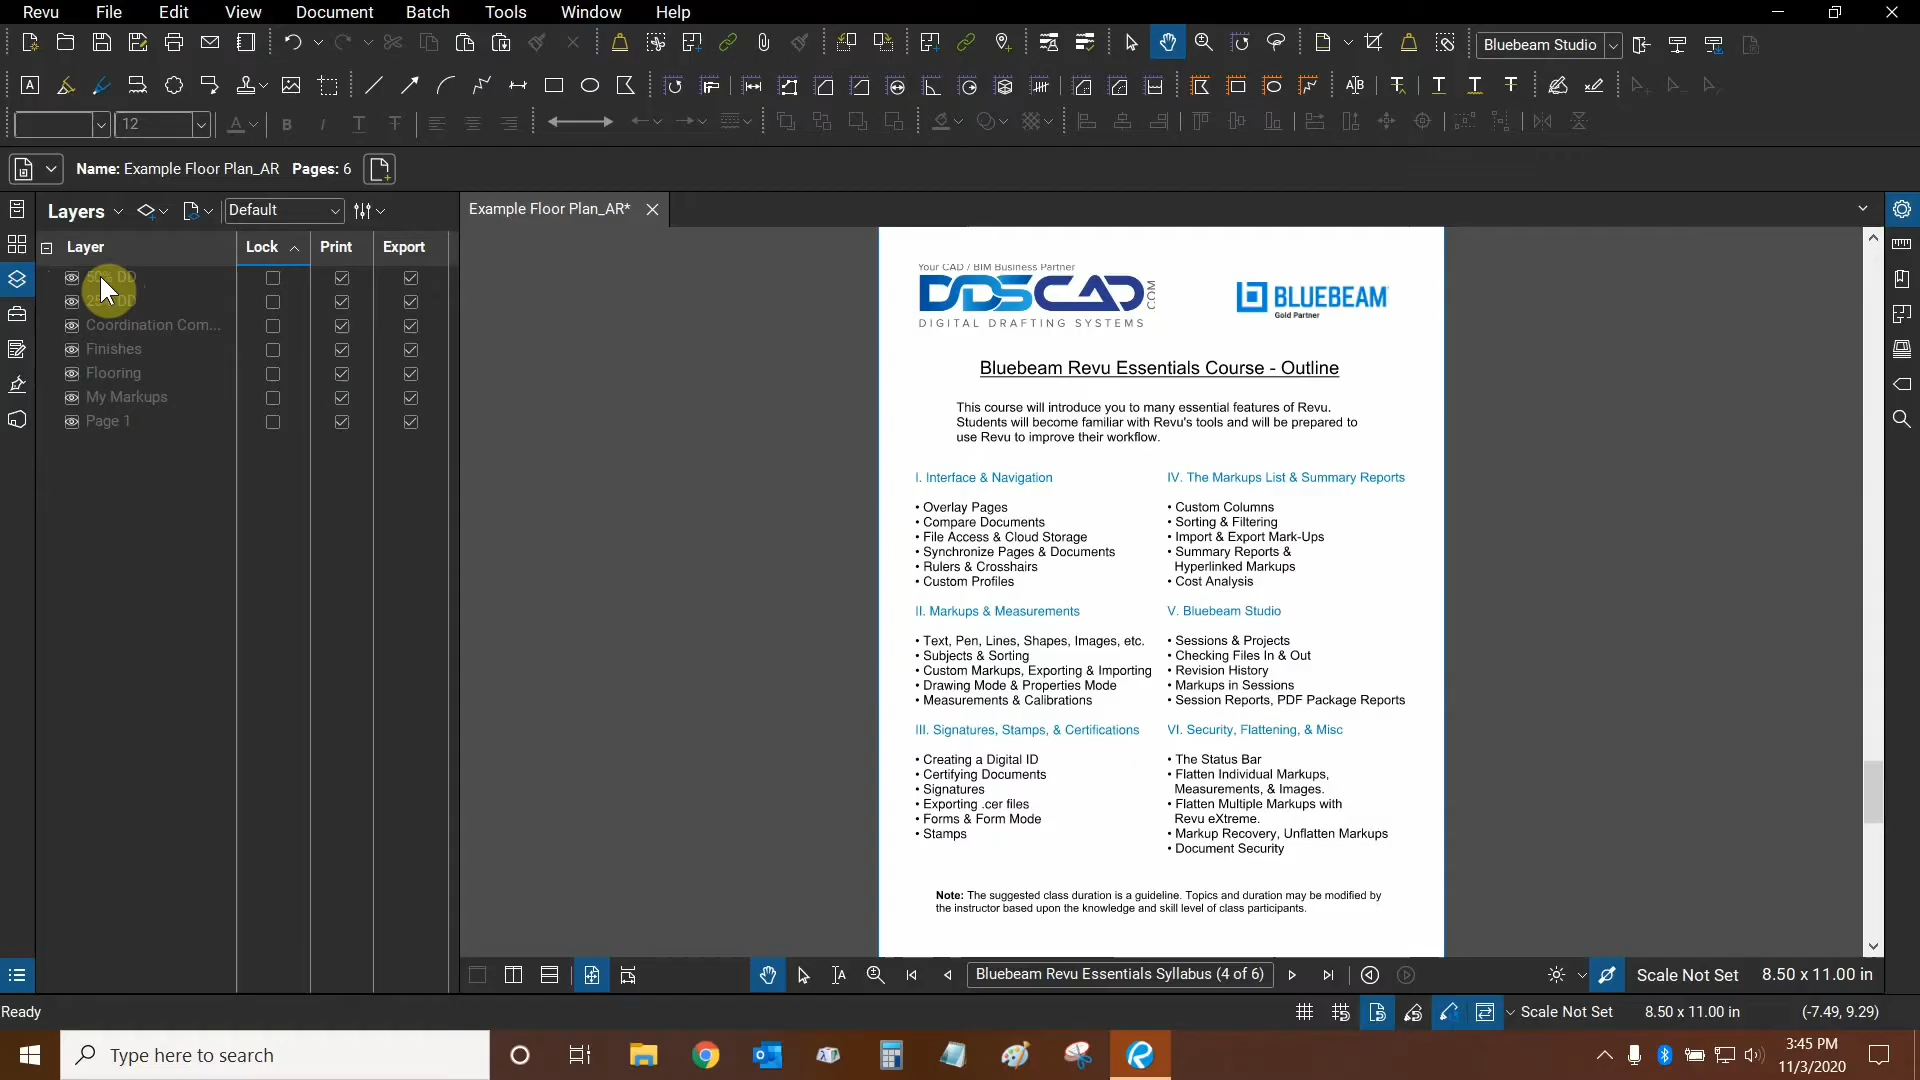 Revu File Edit View Document Batch Tools Window Help
Bluebeam Studio
12
Name: Example Floor Plan_AR Pages: 6
Layers Default
Example Floor Plan_AR*
Layer Lock Print Export
50% DD
Coordination Com...
Finishes
Flooring
My Markups
Page 1
Your CAD / BIM Business Partner
DDSCAD.COM
DIGITAL DRAFTING SYSTEMS
BLUEBEAM
Gold Partner
Bluebeam Revu Essentials Course - Outline
This course will introduce you to many essential features of Revu.
Students will become familiar with Revu's tools and will be prepared to
use Revu to improve their workflow.
I. Interface & Navigation
• Overlay Pages
• Compare Documents
• File Access & Cloud Storage
• Synchronize Pages & Documents
• Rulers & Crosshairs
• Custom Profiles
II. Markups & Measurements
• Text, Pen, Lines, Shapes, Images, etc.
• Subjects & Sorting
• Custom Markups, Exporting & Importing
• Drawing Mode & Properties Mode
• Measurements & Calibrations
III. Signatures, Stamps, & Certifications
• Creating a Digital ID
• Certifying Documents
• Signatures
• Exporting .cer files
• Forms & Form Mode
• Stamps
IV. The Markups List & Summary Reports
• Custom Columns
• Sorting & Filtering
• Import & Export Mark-Ups
• Summary Reports &
Hyperlinked Markups
• Cost Analysis
V. Bluebeam Studio
• Sessions & Projects
• Checking Files In & Out
• Revision History
• Markups in Sessions
• Session Reports, PDF Package Reports
VI. Security, Flattening, & Misc
• The Status Bar
• Flatten Individual Markups,
Measurements, & Images.
• Flatten Multiple Markups with
Revu eXtreme.
• Markup Recovery, Unflatten Markups
• Document Security
Note: The suggested class duration is a guideline. Topics and duration may be modified by
the instructor based upon the knowledge and skill level of class participants.
Bluebeam Revu Essentials Syllabus (4 of 6)
Scale Not Set 8.50 x 11.00 in
Ready
Scale Not Set 8.50 x 11.00 in (-7.49, 9.29)
Type here to search
3:45 PM
11/3/2020